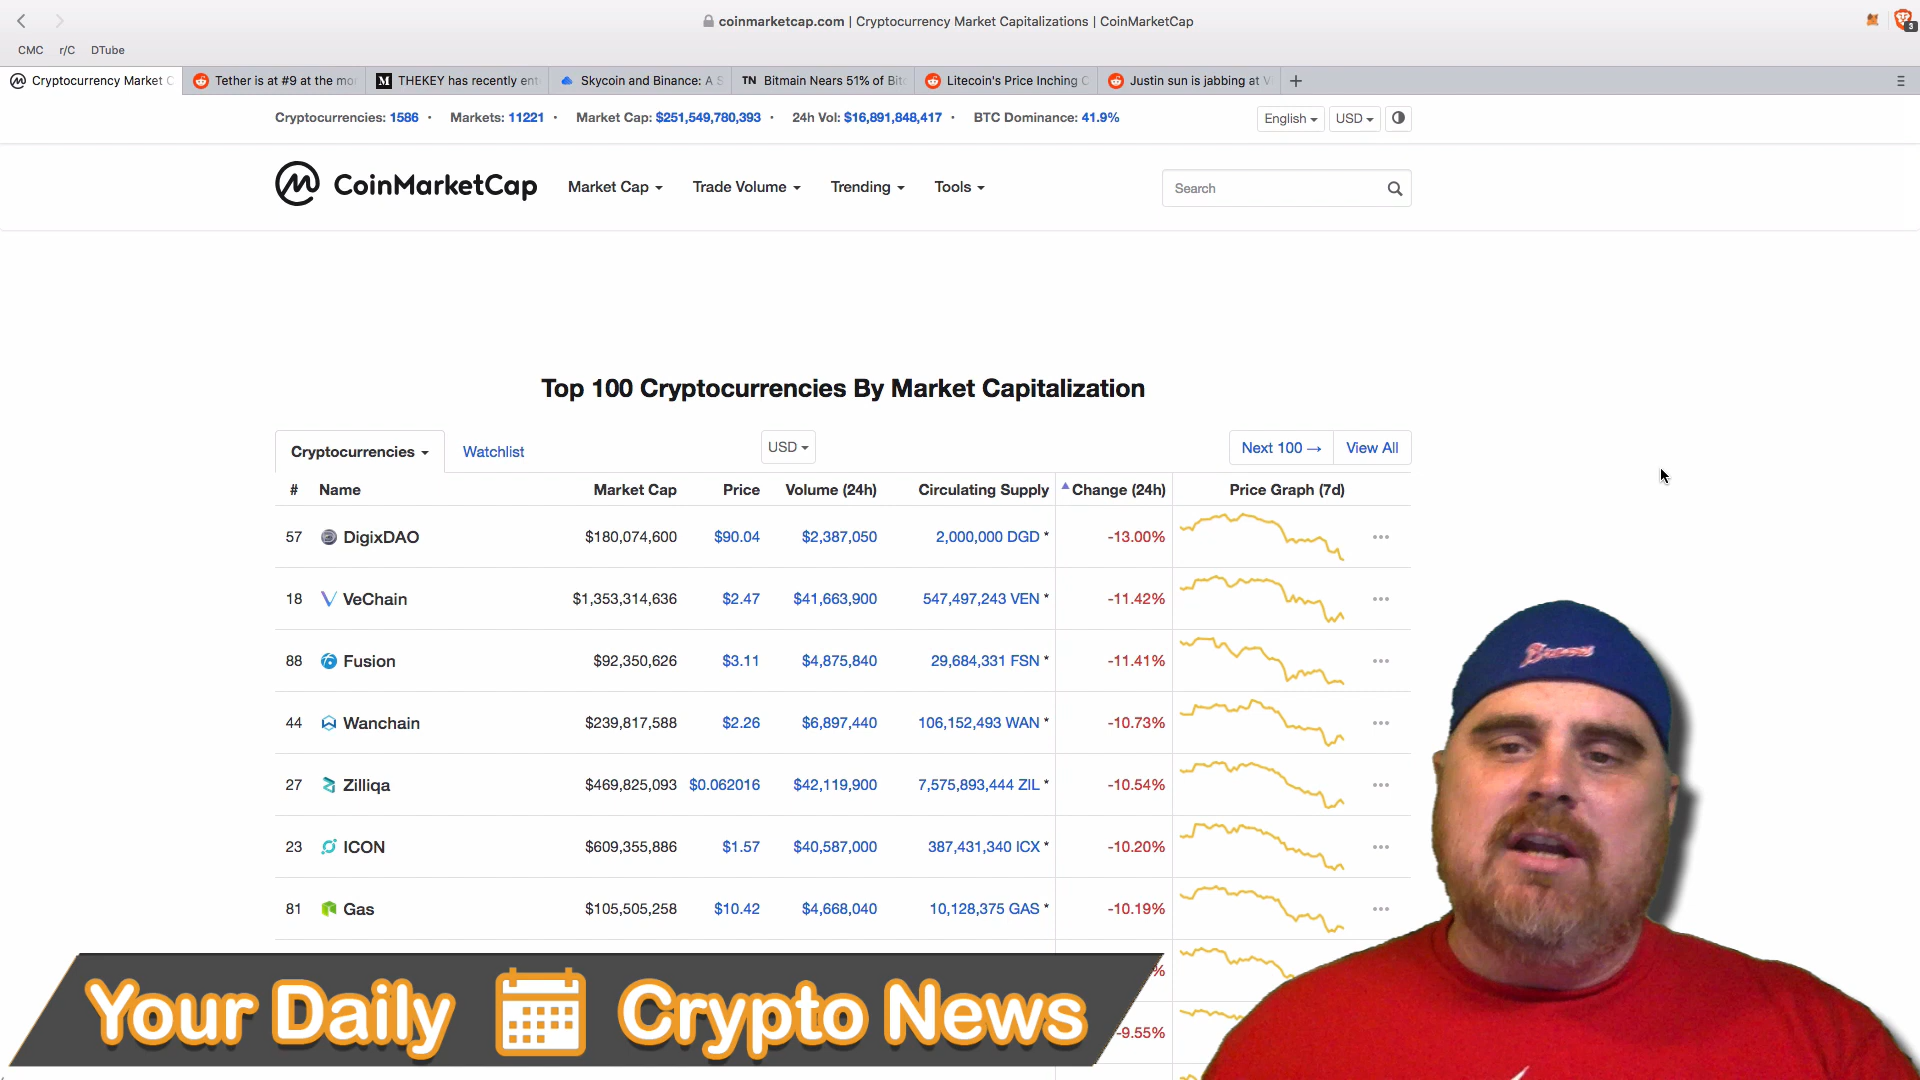 coinmarketcap.com | Cryptocurrency Market Capitalizations | CoinMarketCap
3
CMC r/C DTube
Cryptocurrency Market C Tether is at #9 at the mo M THEKEY has recently ent Skycoin and Binance: A S TN Bitmain Nears 51% of Bit Litecoin's Price Inching C Justin sun is jabbing at V +
Cryptocurrencies: 1586 • Markets: 11221 • Market Cap: $251,549,780,393 • 24h Vol: $16,891,848,417 • BTC Dominance: 41.9% English USD
CoinMarketCap Market Cap Trade Volume Trending Tools Search
Top 100 Cryptocurrencies By Market Capitalization
Cryptocurrencies Watchlist USD Next 100 → View All
# Name Market Cap Price Volume (24h) Circulating Supply Change (24h) Price Graph (7d)
57 DigixDAO $180,074,600 $90.04 $2,387,050 2,000,000 DGD * -13.00%
18 VeChain $1,353,314,636 $2.47 $41,663,900 547,497,243 VEN * -11.42%
88 Fusion $92,350,626 $3.11 $4,875,840 29,684,331 FSN * -11.41%
44 Wanchain $239,817,588 $2.26 $6,897,440 106,152,493 WAN * -10.73%
27 Zilliqa $469,825,093 $0.062016 $42,119,900 7,575,893,444 ZIL * -10.54%
23 ICON $609,355,886 $1.57 $40,587,000 387,431,340 ICX * -10.20%
81 Gas $105,505,258 $10.42 $4,668,040 10,128,375 GAS * -10.19%
%
-9.55%
Your Daily Crypto News
Braves